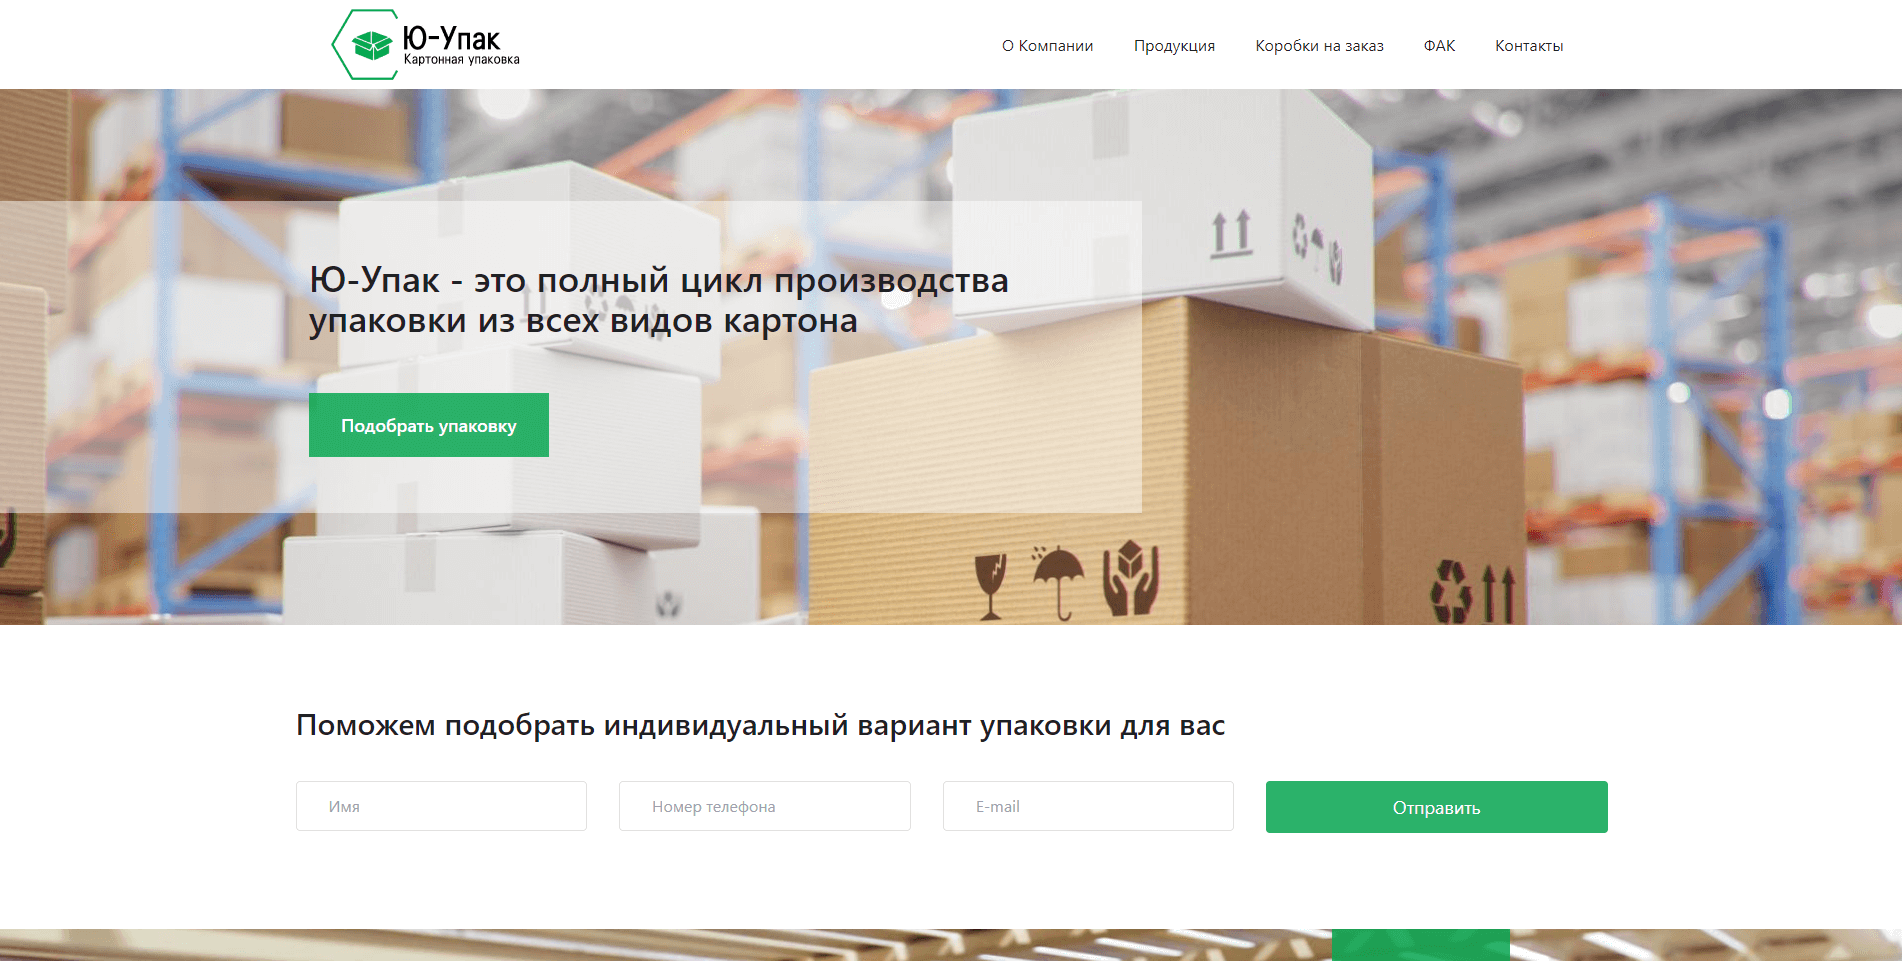 Ю-Упак
Картонная упаковка
О Компании
Продукция
Коробки на заказ
ФАК
Контакты
Ю-Упак - это полный цикл производства
упаковки из всех видов картона
Подобрать упаковку
Поможем подобрать индивидуальный вариант упаковки для вас
Имя
Номер телефона
E-mail
Отправить